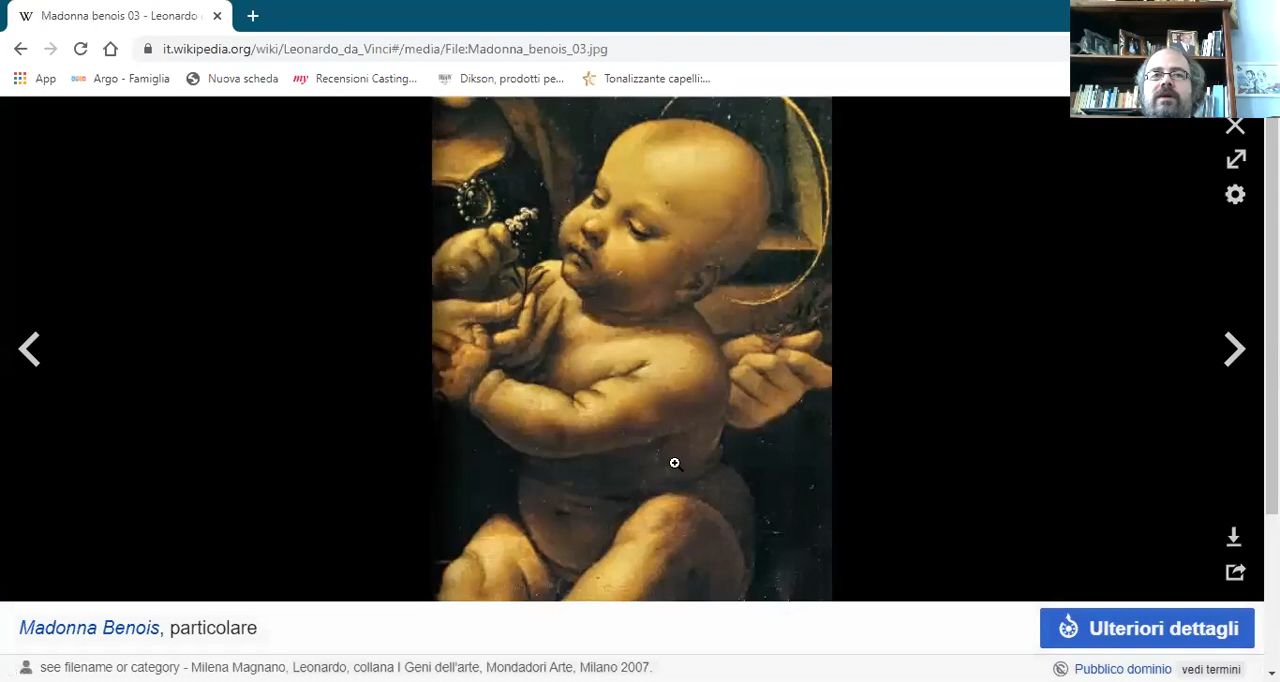 Madonna benois 03 - Leonardo
it.wikipedia.org/wiki/Leonardo_da_Vinci#/media/File:Madonna_benois_03.jpg
App Argo - Famiglia Nuova scheda my Recensioni Casting... Dikson, prodotti pe... Tonalizzante capelli:...
Madonna Benois, particolare
Ulteriori dettagli
see filename or category - Milena Magnano, Leonardo, collana I Geni dell'arte, Mondadori Arte, Milano 2007.
Pubblico dominio vedi termini